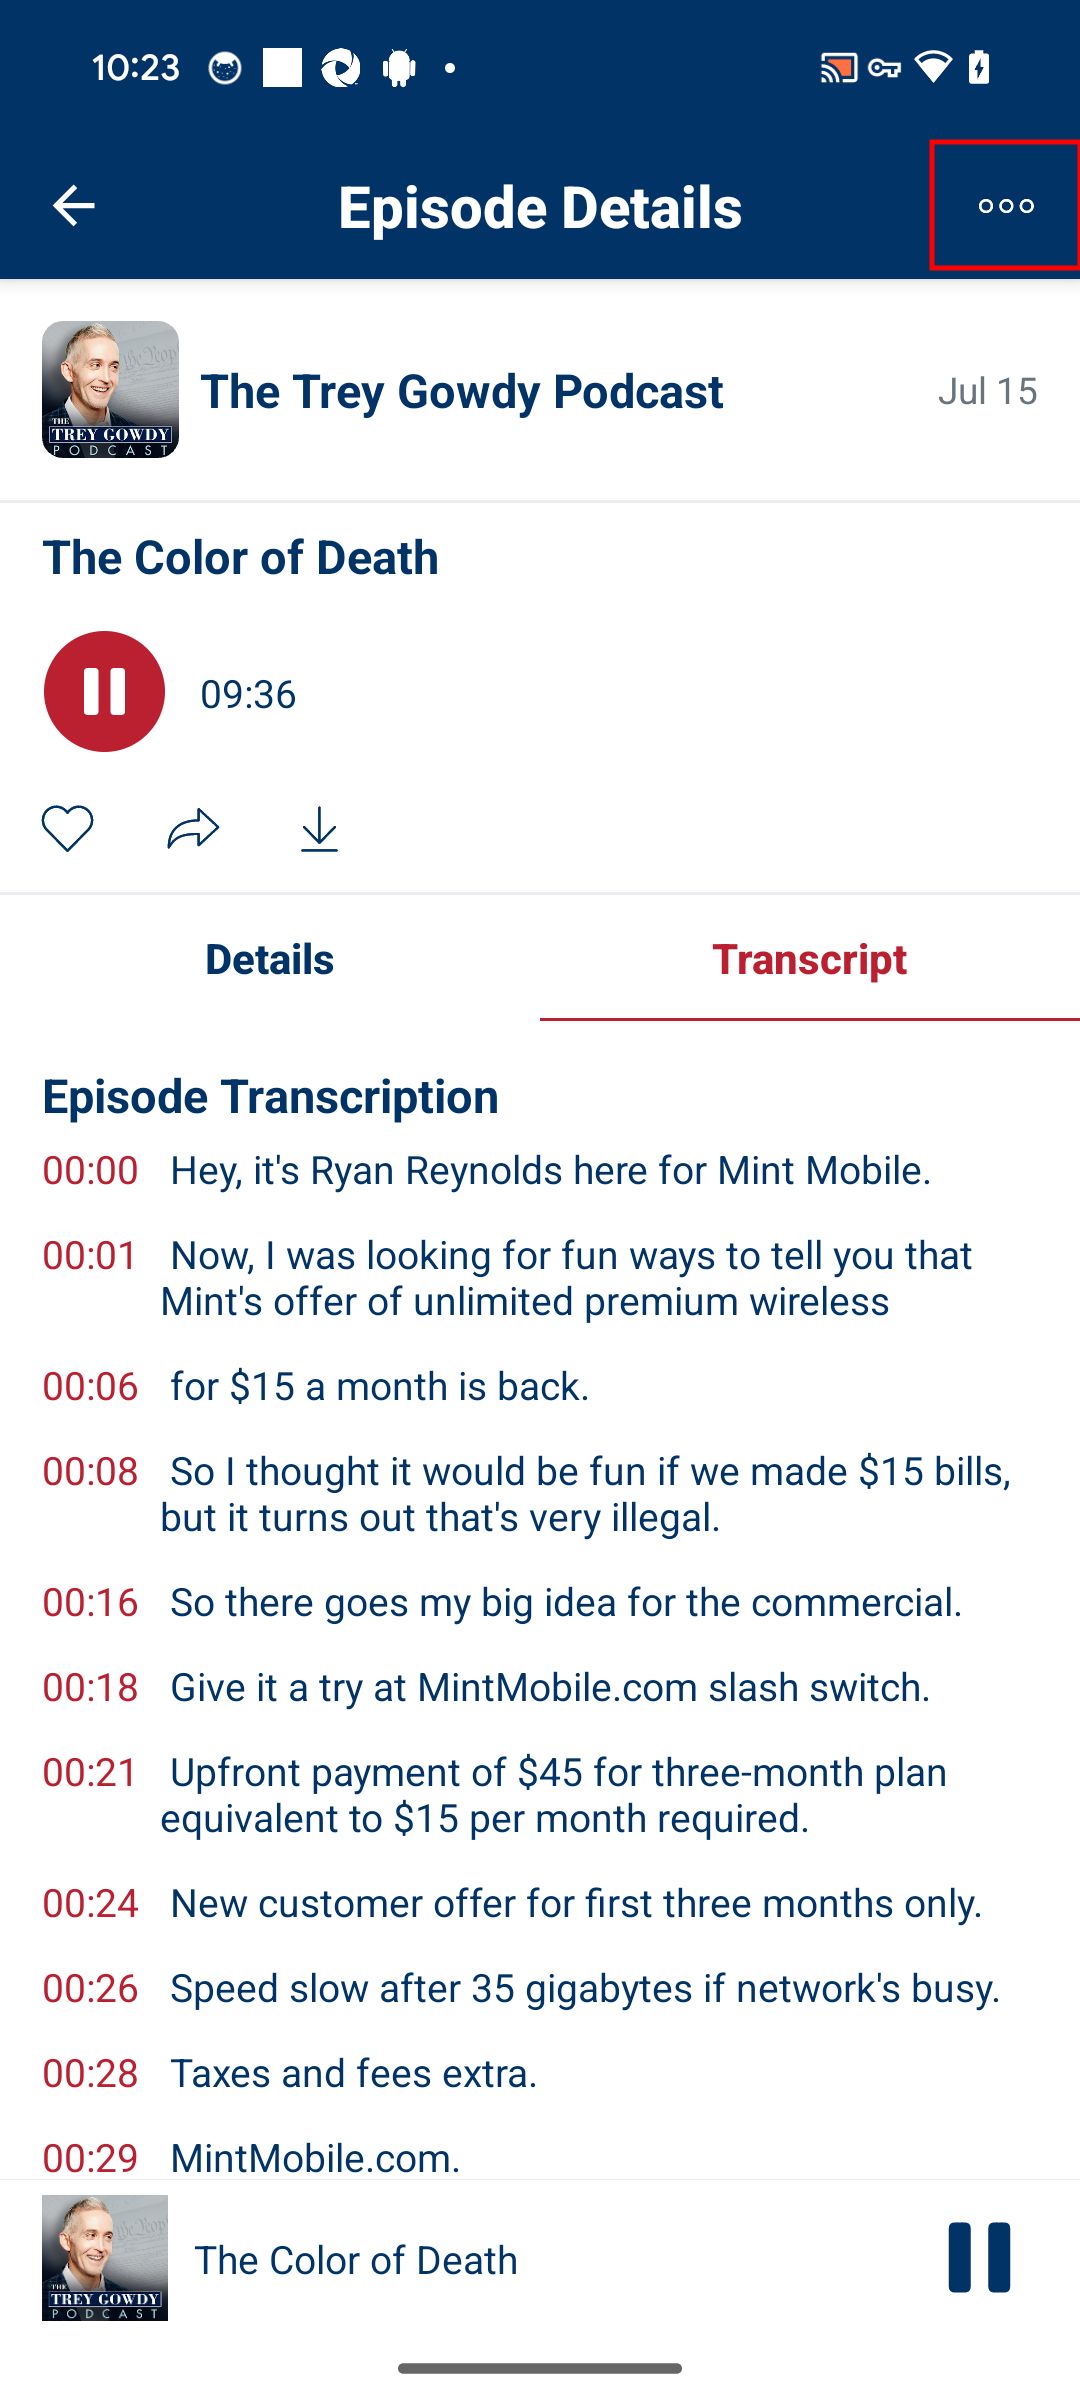 10:23
Episode Details
The Trey Gowdy Podcast
Jul 15
THE
TREY GOWDY
PODCAST
The Color of Death
09:36
Details
Transcript
Episode Transcription
00:00 Hey, it's Ryan Reynolds here for Mint Mobile.
00:01 Now, I was looking for fun ways to tell you that
Mint's offer of unlimited premium wireless
00:06 for $15 a month is back.
00:08 So I thought it would be fun if we made $15 bills,
but it turns out that's very illegal.
00:16 So there goes my big idea for the commercial.
00:18 Give it a try at MintMobile.com slash switch.
00:21 Upfront payment of $45 for three-month plan
equivalent to $15 per month required.
00:24 New customer offer for first three months only.
00:26 Speed slow after 35 gigabytes if network's busy.
00:28 Taxes and fees extra.
00:29 MintMobile.com.
THE
TREY GOWDY
PODCAST
The Color of Death